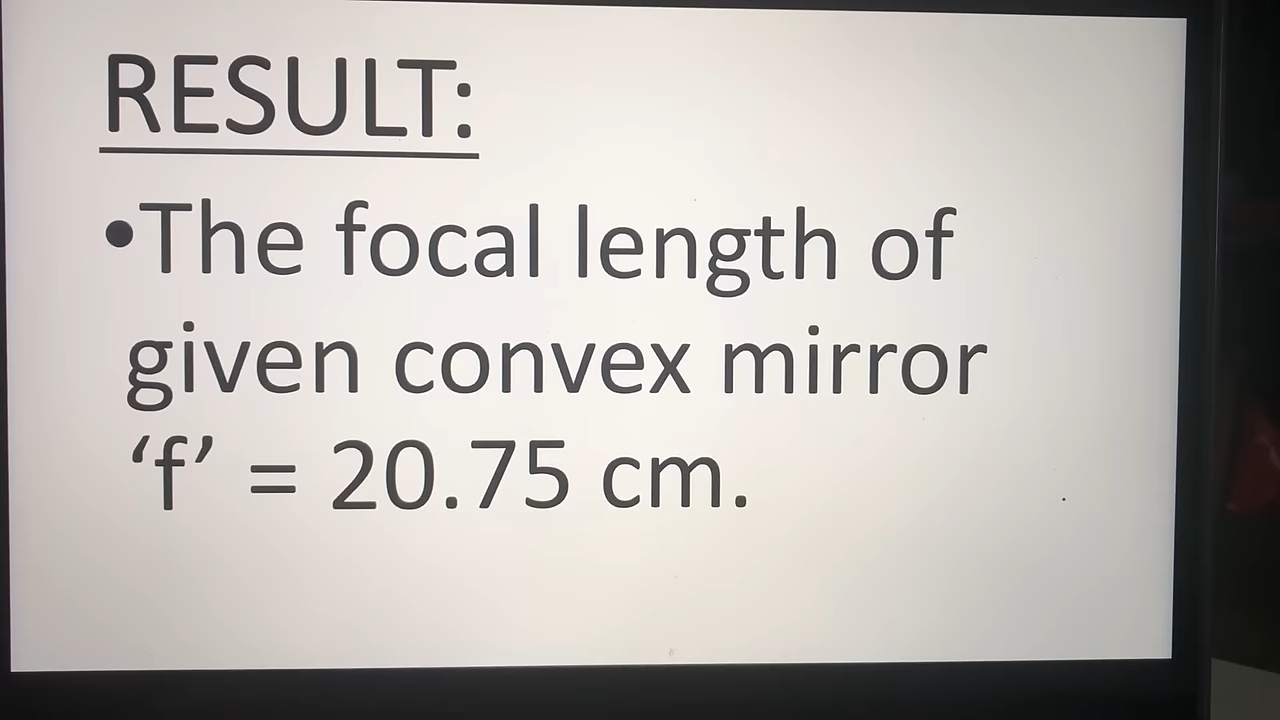 RESULT:
•The focal length of
given convex mirror
‘f’ = 20.75 cm.